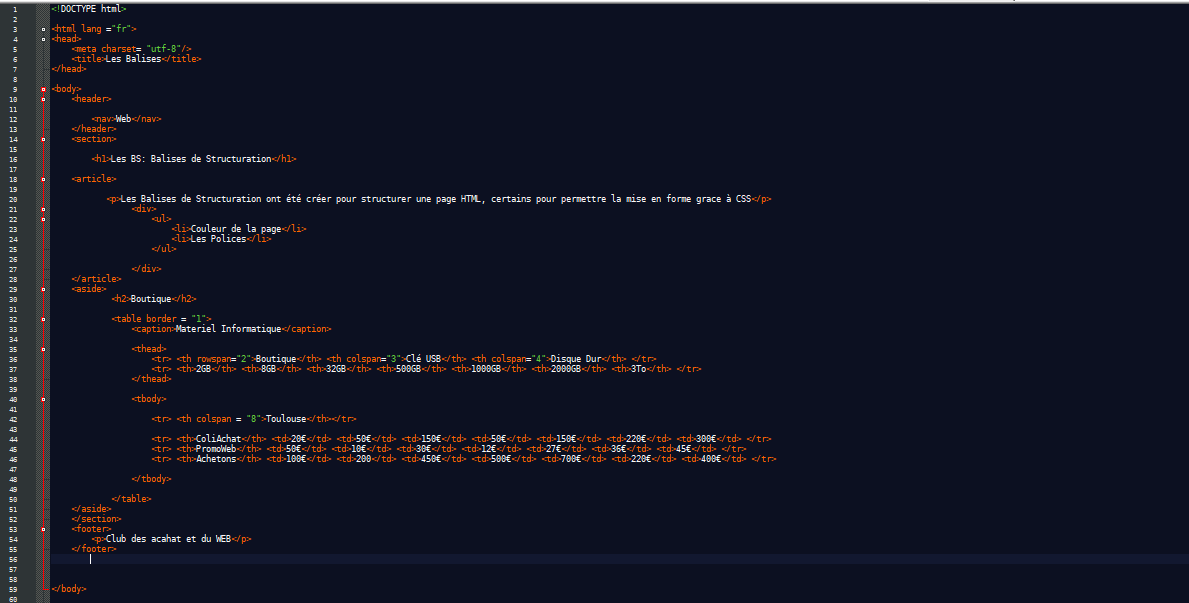 1 <!DOCTYPE html>
2
3 <html lang ="fr">
4 <head>
5 <meta charset= "utf-8"/>
6 <title>Les Balises</title>
7 </head>
8
9 <body>
10 <header>
11
12 <nav>Web</nav>
13 </header>
14 <section>
15
16 <h1>Les BS: Balises de Structuration</h1>
17
18 <article>
19
20 <p>Les Balises de Structuration ont été créer pour structurer une page HTML, certains pour permettre la mise en forme grace à CSS</p>
21 <div>
22 <ul>
23 <li>Couleur de la page</li>
24 <li>Les Polices</li>
25 </ul>
26
27 </div>
28 </article>
29 <aside>
30 <h2>Boutique</h2>
31
32 <table border = "1">
33 <caption>Materiel Informatique</caption>
34
35 <thead>
36 <tr> <th rowspan="2">Boutique</th> <th colspan="3">Clé USB</th> <th colspan="4">Disque Dur</th> </tr>
37 <tr> <th>2GB</th> <th>8GB</th> <th>32GB</th> <th>500GB</th> <th>1000GB</th> <th>2000GB</th> <th>3To</th> </tr>
38 </thead>
39
40 <tbody>
41
42 <tr> <th colspan = "8">Toulouse</th></tr>
43
44 <tr> <th>ColiAchat</th> <td>20€</td> <td>50€</td> <td>150€</td> <td>50€</td> <td>150€</td> <td>220€</td> <td>300€</td> </tr>
45 <tr> <th>PromoWeb</th> <td>50€</td> <td>10€</td> <td>30€</td> <td>12€</td> <td>27€</td> <td>36€</td> <td>45€</td> </tr>
46 <tr> <th>Achetons</th> <td>100€</td> <td>200</td> <td>450€</td> <td>500€</td> <td>700€</td> <td>220€</td> <td>400€</td> </tr>
47
48 </tbody>
49
50 </table>
51 </aside>
52 </section>
53 <footer>
54 <p>Club des acahat et du WEB</p>
55 </footer>
56
57
58
59 </body>
60